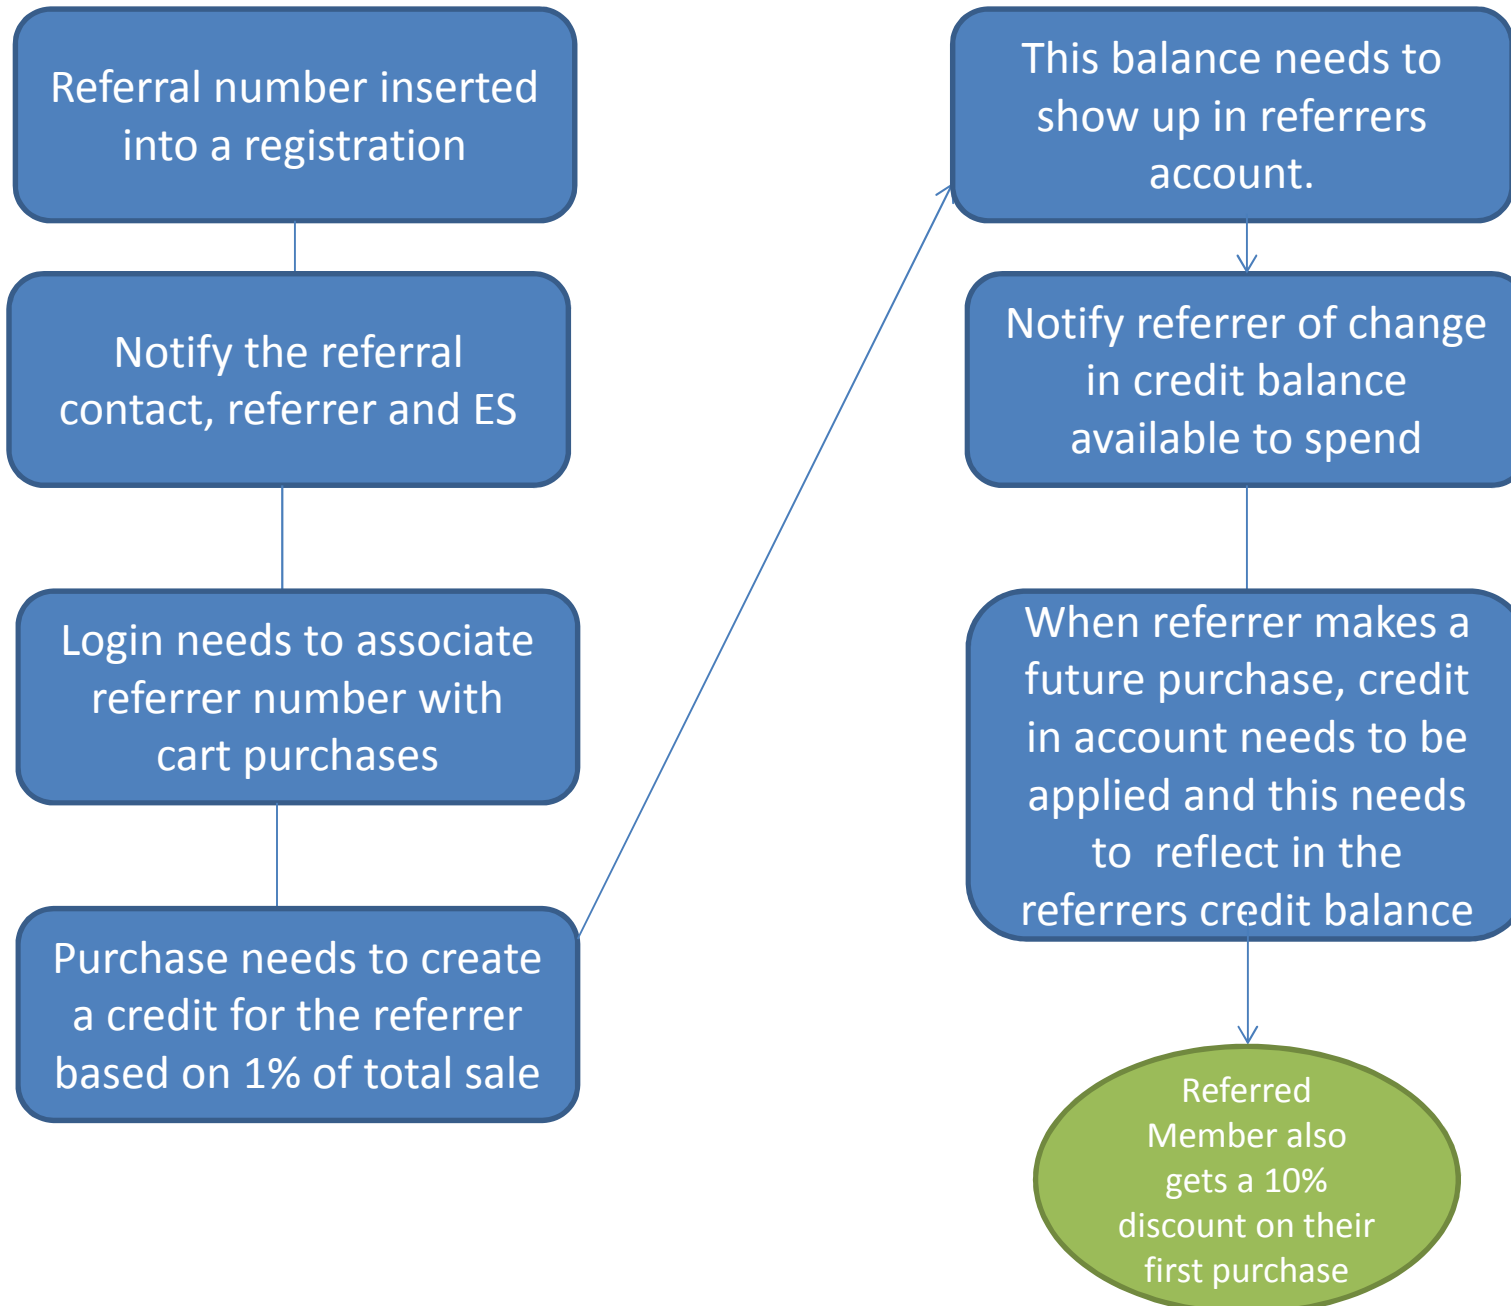 Referral number inserted
into a registration
Notify the referral
contact, referrer and ES
Login needs to associate
referrer number with
cart purchases
Purchase needs to create
a credit for the referrer
based on 1% of total sale
This balance needs to
show up in referrers
account.
Notify referrer of change
in credit balance
available to spend
When referrer makes a
future purchase, credit
in account needs to be
applied and this needs
to  reflect in the
referrers credit balance
Referred
Member also
gets a 10%
discount on their
first purchase